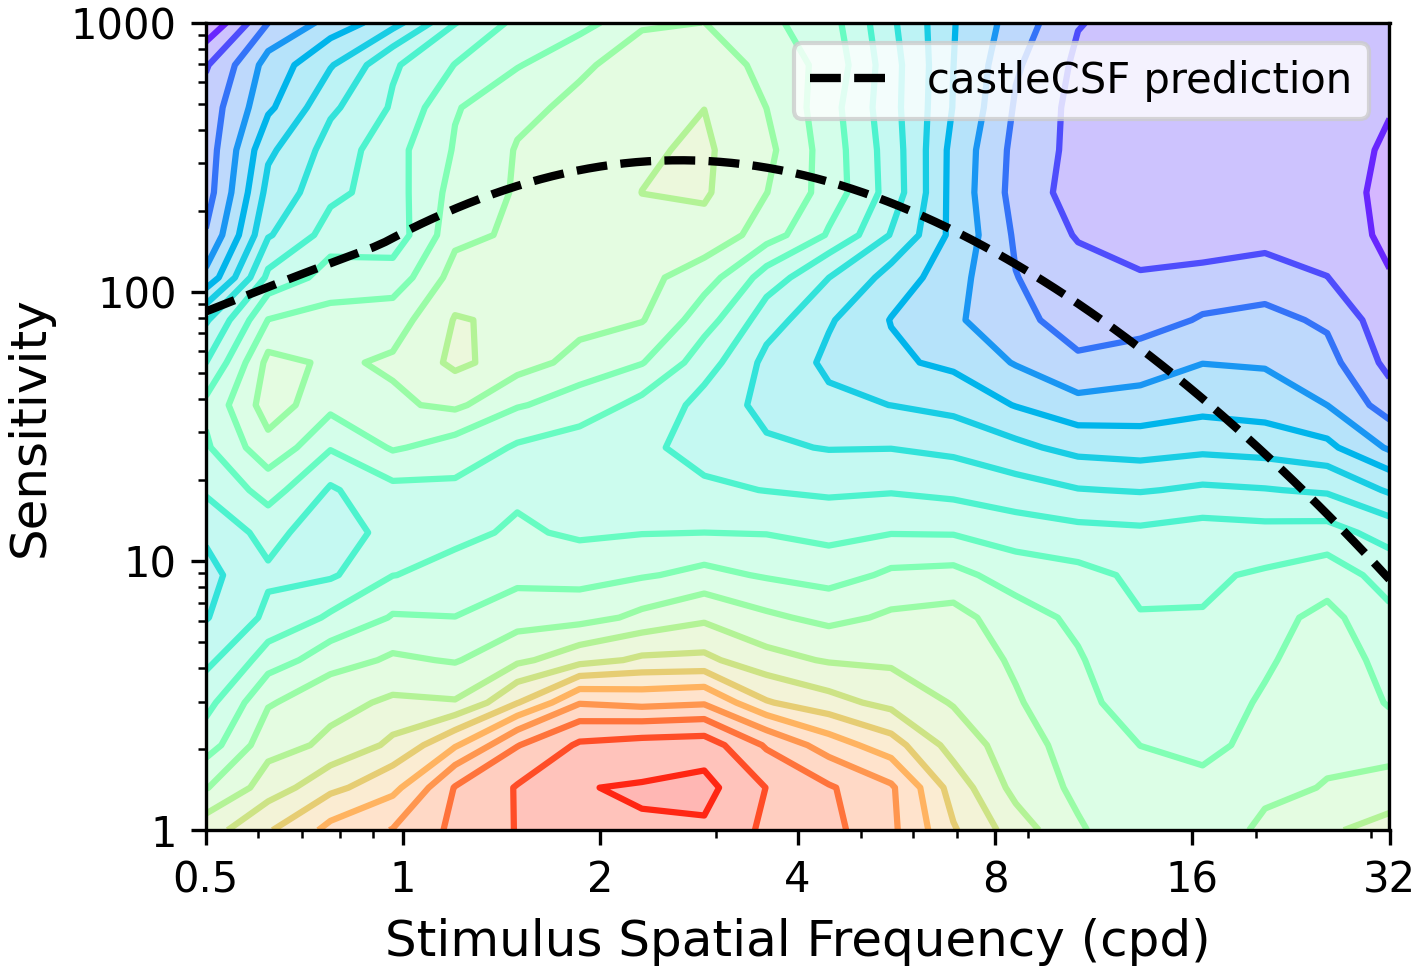 1000
castleCSF prediction
100
Sensitivity
10
1
0.5 1 2 4 8 16 32
Stimulus Spatial Frequency (cpd)